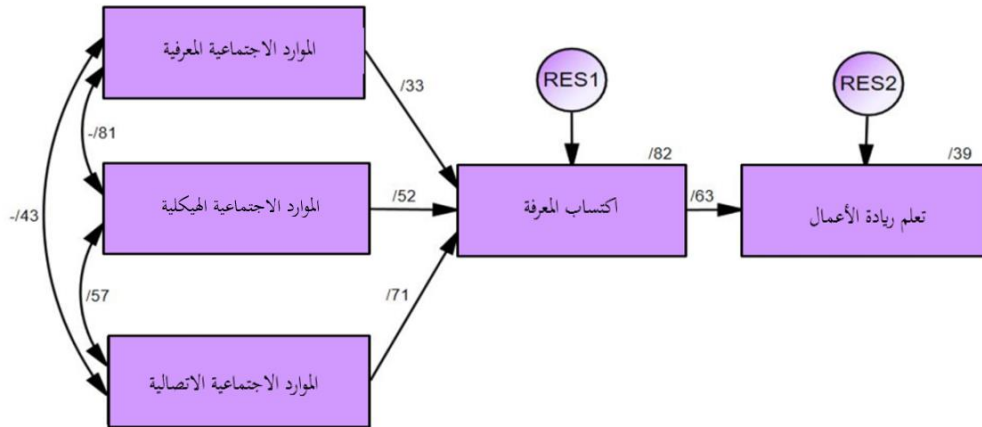 الموارد الاجتماعية المعرفية
/33
RES1
RES2
-/81
/82
/39
-/43
الموارد الاجتماعية الهيكلية
/52
اكتساب المعرفة
/63
تعلم ريادة الأعمال
/57
/71
الموارد الاجتماعية الاتصالية